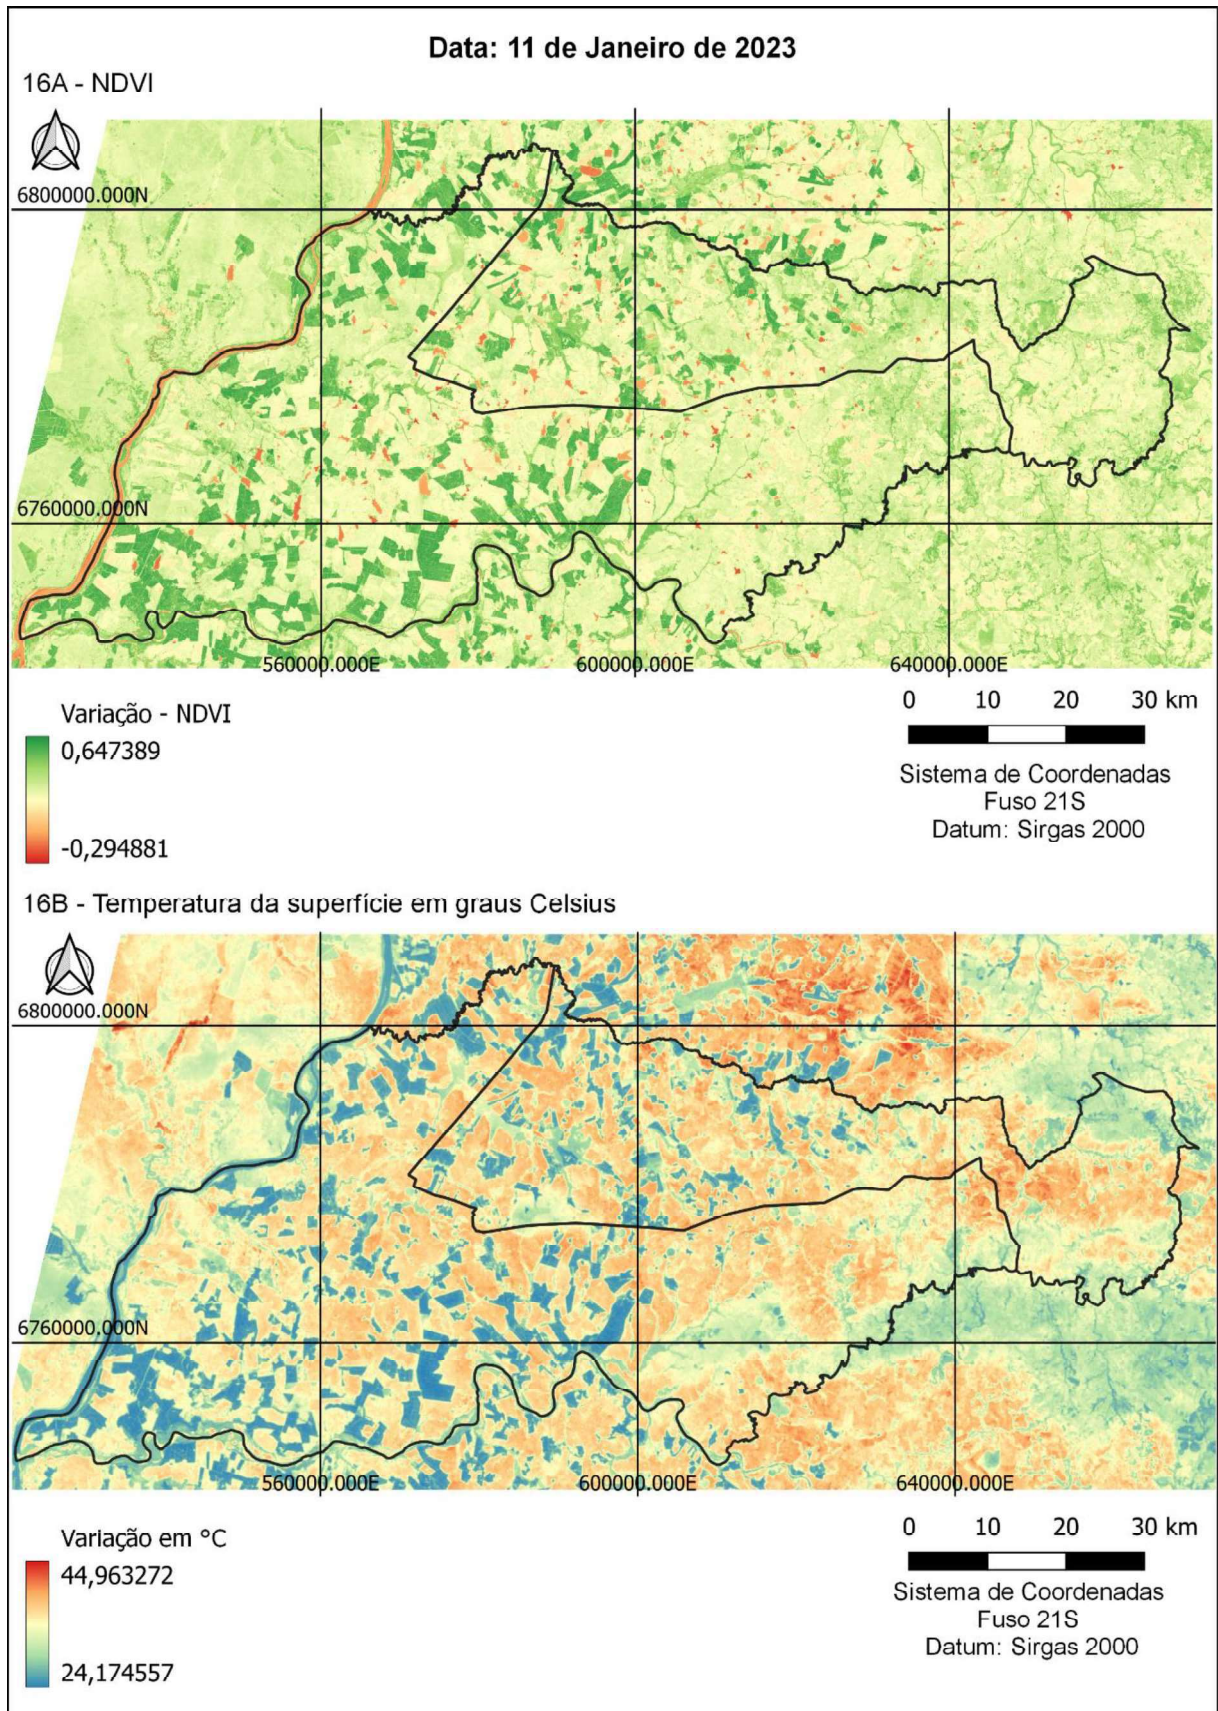 Data: 11 de Janeiro de 2023
16A - NDVI
6800000.000N
6760000.000N
560000.000E
600000.000E
640000.000E
Variação - NDVI
0,647389
-0,294881
0 10 20 30 km
Sistema de Coordenadas
Fuso 21S
Datum: Sirgas 2000
16B - Temperatura da superfície em graus Celsius
6800000.000N
6760000.000N
560000.000E
600000.000E
640000.000E
Variação em °C
44,963272
24,174557
0 10 20 30 km
Sistema de Coordenadas
Fuso 21S
Datum: Sirgas 2000